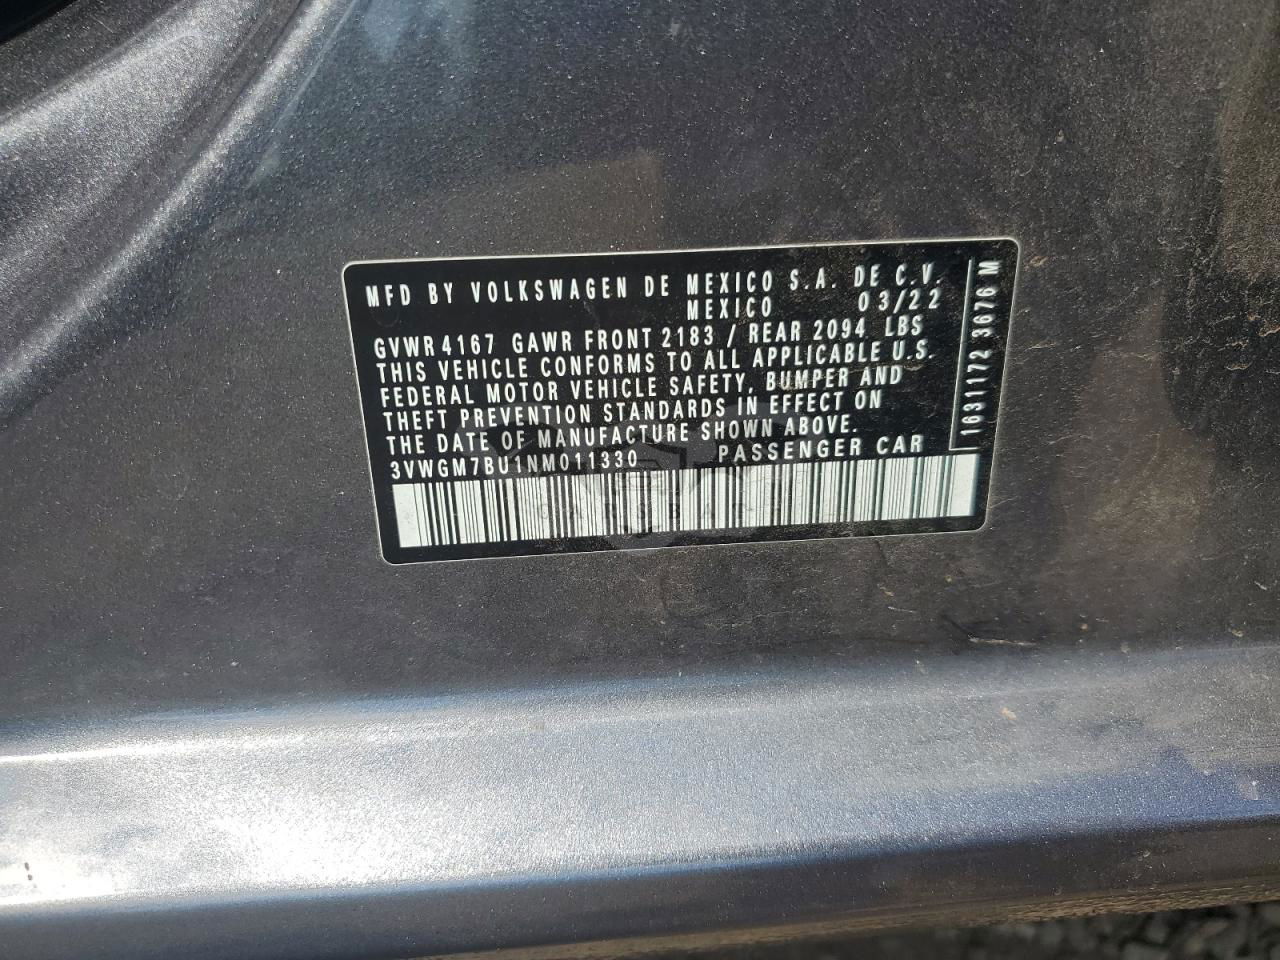 MFD BY VOLKSWAGEN DE MEXICO S.A. DE C.V.
MEXICO 03/22
GVWR 4167 GAWR FRONT 2183 / REAR 2094 LBS
THIS VEHICLE CONFORMS TO ALL APPLICABLE U.S.
FEDERAL MOTOR VEHICLE SAFETY, BUMPER AND
THEFT PREVENTION STANDARDS IN EFFECT ON
THE DATE OF MANUFACTURE SHOWN ABOVE.
3VWGM7BU1NM011330 PASSENGER CAR
1631172 3676 M